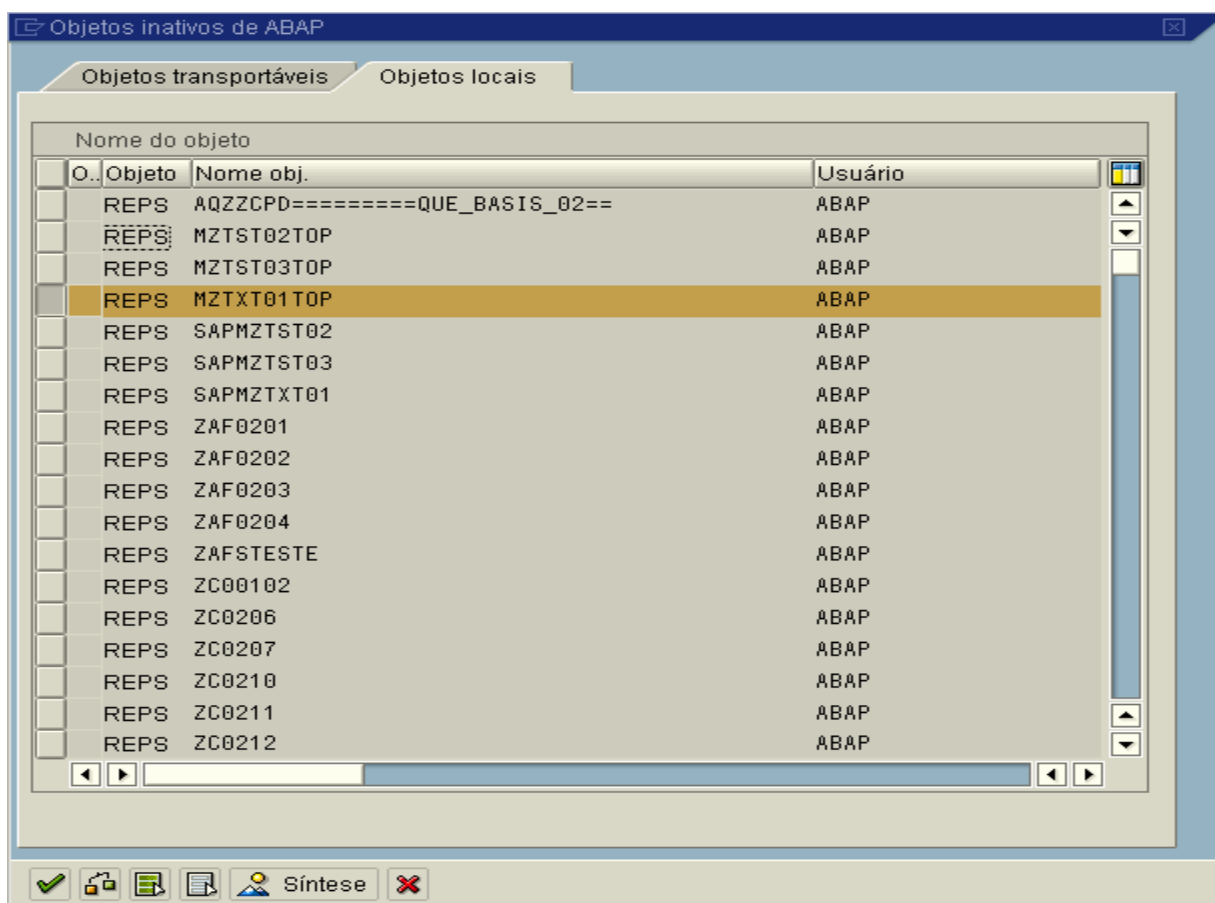 Objetos inativos de ABAP
Objetos transportáveis Objetos locais
Nome do objeto
O.. Objeto Nome obj. Usuário
REPS AQZZCPD=========QUE_BASIS_02== ABAP
REPS MZTST02TOP ABAP
REPS MZTST03TOP ABAP
REPS MZTXT01TOP ABAP
REPS SAPMZTST02 ABAP
REPS SAPMZTST03 ABAP
REPS SAPMZTXT01 ABAP
REPS ZAF0201 ABAP
REPS ZAF0202 ABAP
REPS ZAF0203 ABAP
REPS ZAF0204 ABAP
REPS ZAFSTESTE ABAP
REPS ZC00102 ABAP
REPS ZC0206 ABAP
REPS ZC0207 ABAP
REPS ZC0210 ABAP
REPS ZC0211 ABAP
REPS ZC0212 ABAP
Síntese